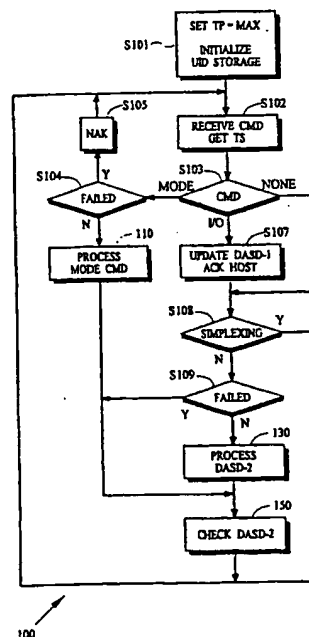 SET TP=MAX
INITIALIZE
UID STORAGE
S101
S105
NAK
S102
RECEIVE CMD
GET TS
S104
FAILED
Y
N
S103
CMD
MODE
NONE
I/O
110
PROCESS
MODE CMD
S107
UPDATE DASD-1
ACK HOST
S108
SIMPLEXING
Y
N
S109
FAILED
Y
N
130
PROCESS
DASD-2
150
CHECK DASD-2
100